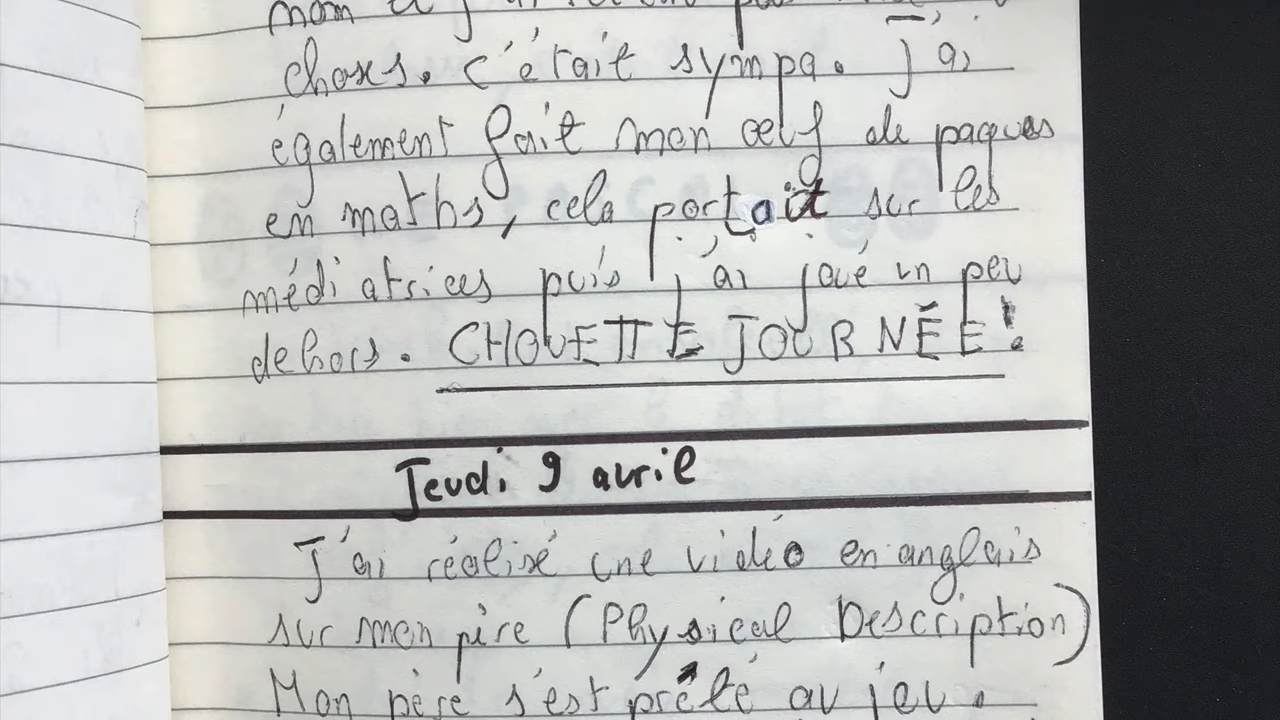 choses. c'était sympa. J'ai
également fait mon oeuf de paques
en maths, cela portait sur les
médiatrices puis j'ai joué un peu
dehors. CHOUETTE JOURNÉE!
Jeudi 9 avril
J'ai réalisé une vidéo en anglais
sur mon père (Physical Description)
Mon père s'est prêté au jeu.